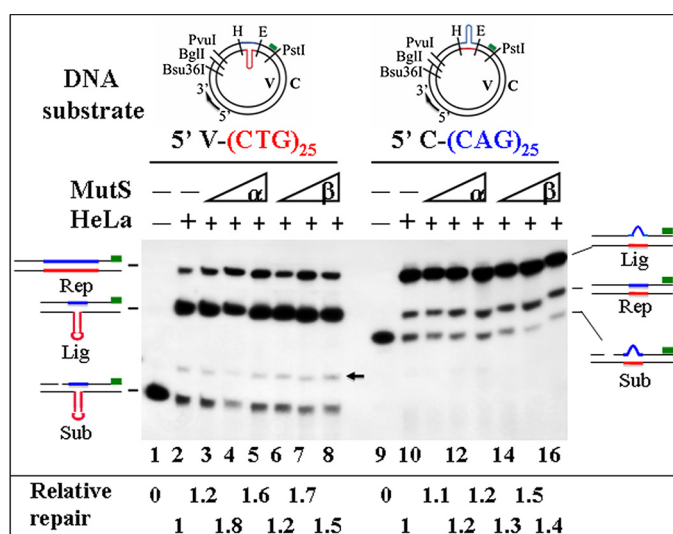 H E
PvuI
BglI
Bsu36I
PstI
V C
3'
5'
H E
PvuI
BglI
Bsu36I
PstI
V C
3'
5'
DNA
substrate
5' V-(CTG)25
5' C-(CAG)25
MutS — — α β — — α β
HeLa — + + + + + + + — + + + + + + +
Rep
Lig
Sub
Lig
Rep
Sub
1 2 3 4 5 6 7 8 9 10 12 14 16
Relative
repair
0 1.2 1.6 1.7 0 1.1 1.2 1.5
1 1.8 1.2 1.5 1 1.2 1.3 1.4